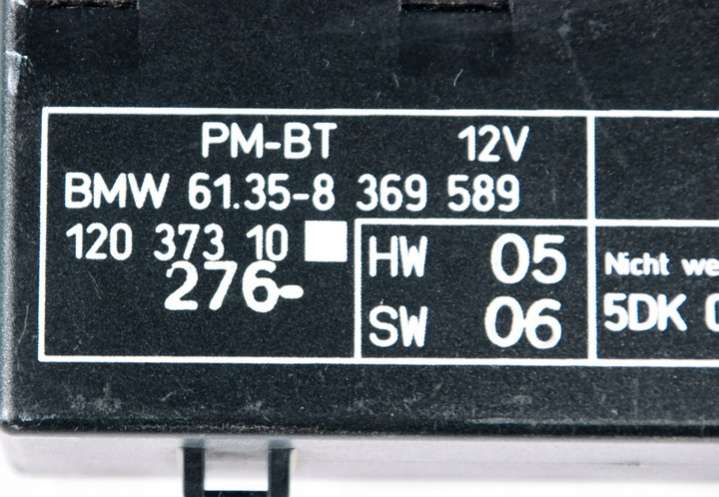 PM-BT 12V
BMW 61.35-8 369 589
120 373 10
276-
HW 05
SW 06
Nicht
5DK